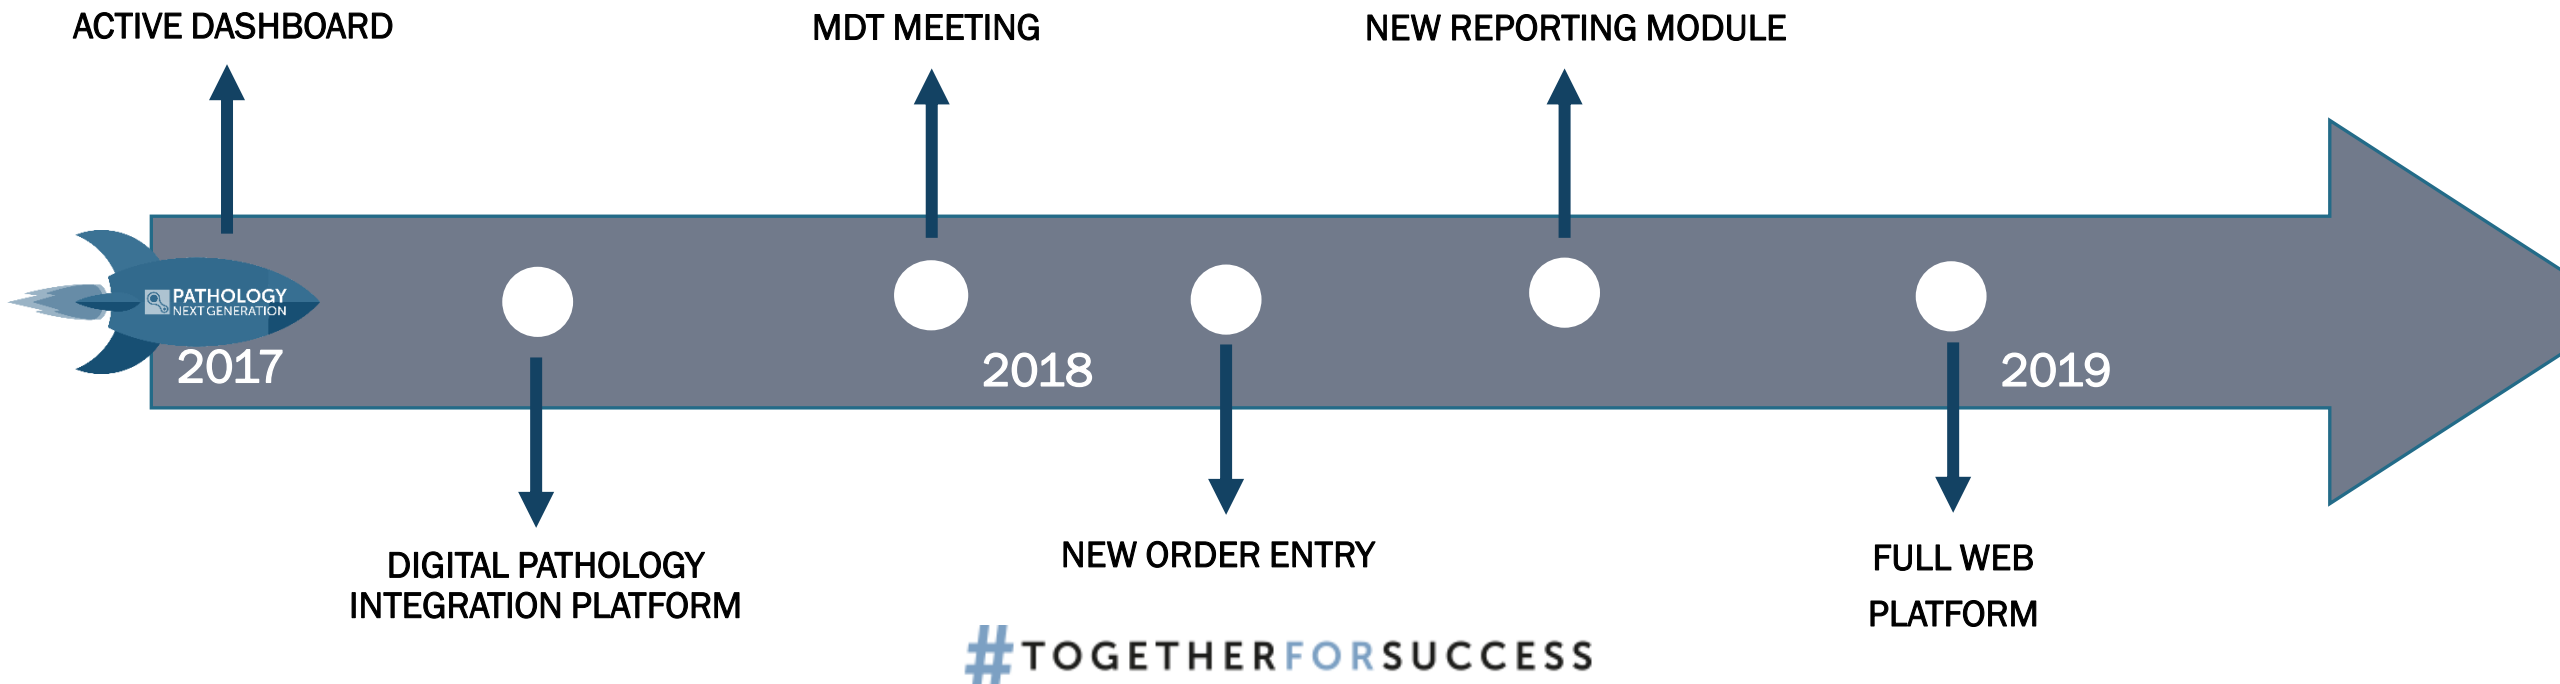 ACTIVE DASHBOARD
MDT MEETING
NEW REPORTING MODULE
PATHOLOGY
NEXT GENERATION
2017
2018
2019
DIGITAL PATHOLOGY
INTEGRATION PLATFORM
NEW ORDER ENTRY
FULL WEB
PLATFORM
#TOGETHERFORSUCCESS